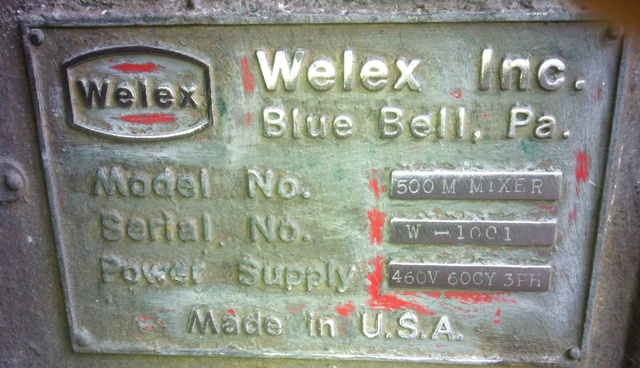 Welex
Welex Inc.
Blue Bell, Pa.
Model No. 500M MIXER
Serial No. W-1001
Power Supply 460V 60CY 3PH
Made in U.S.A.